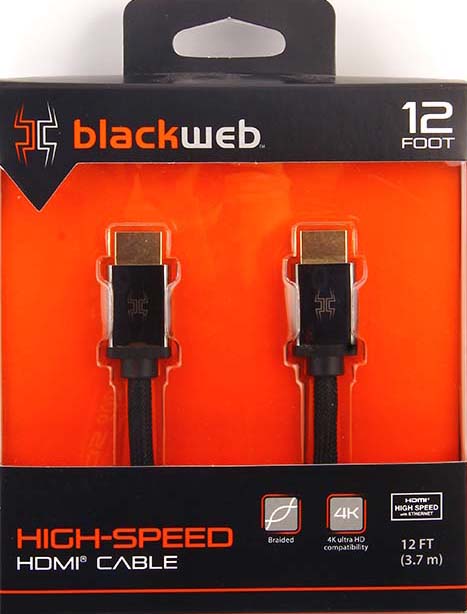 blackweb™
12
FOOT
HIGH-SPEED
HDMI® CABLE
Braided
4K
4K ultra HD
compatibility
HDMI®
HIGH SPEED
with ETHERNET
12 FT
(3.7 m)